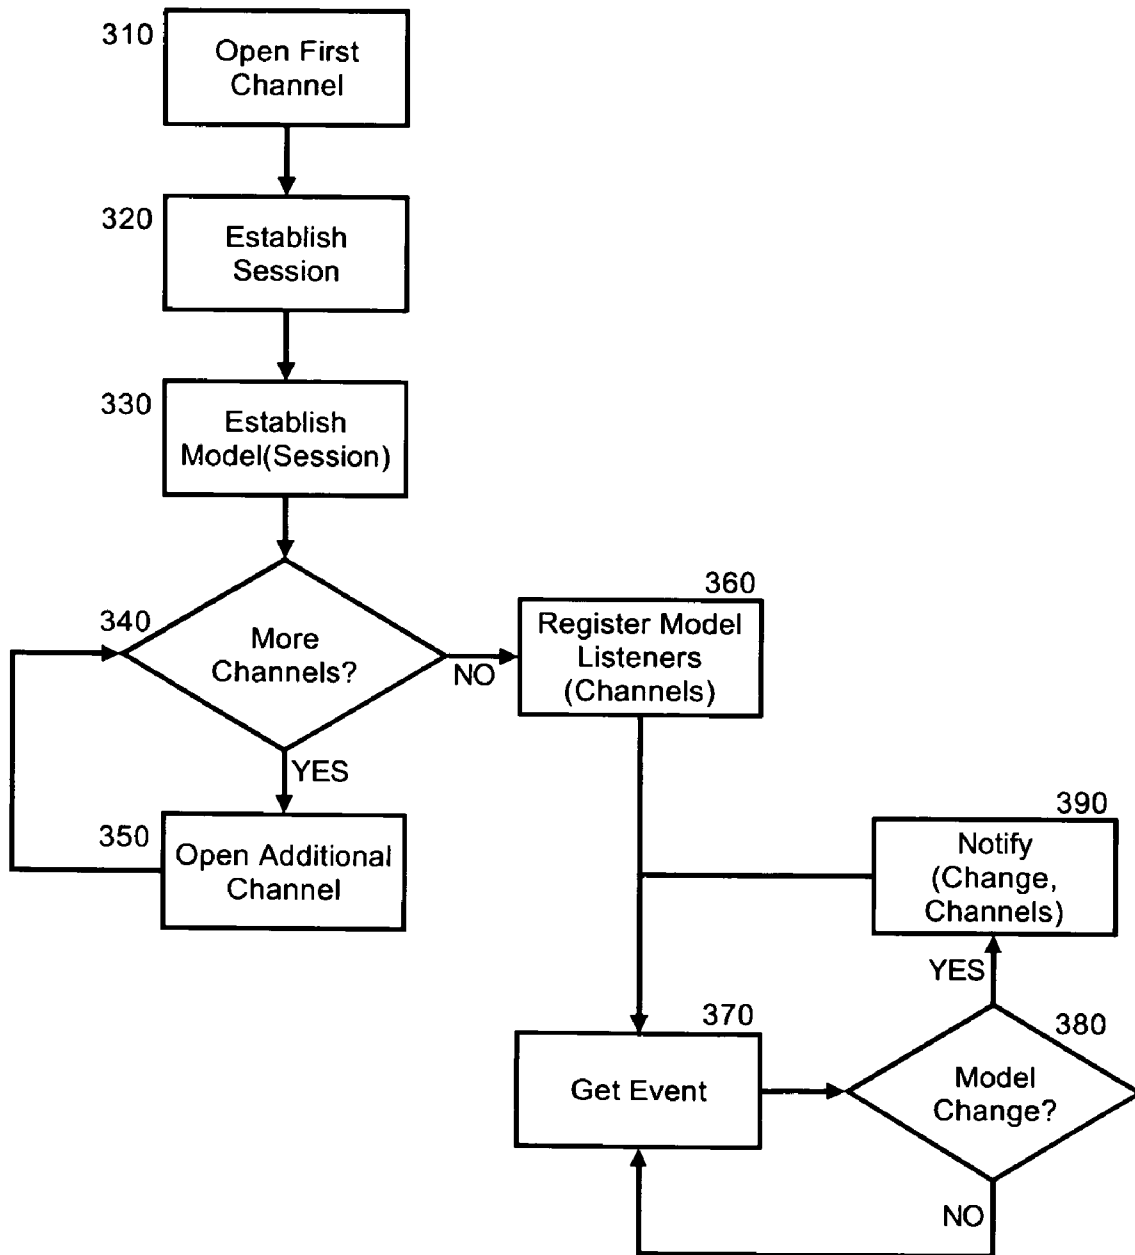 310
Open First
Channel
320
Establish
Session
330
Establish
Model(Session)
340
More
Channels?
NO
YES
350
Open Additional
Channel
360
Register Model
Listeners
(Channels)
370
Get Event
380
Model
Change?
YES
NO
390
Notify
(Change,
Channels)